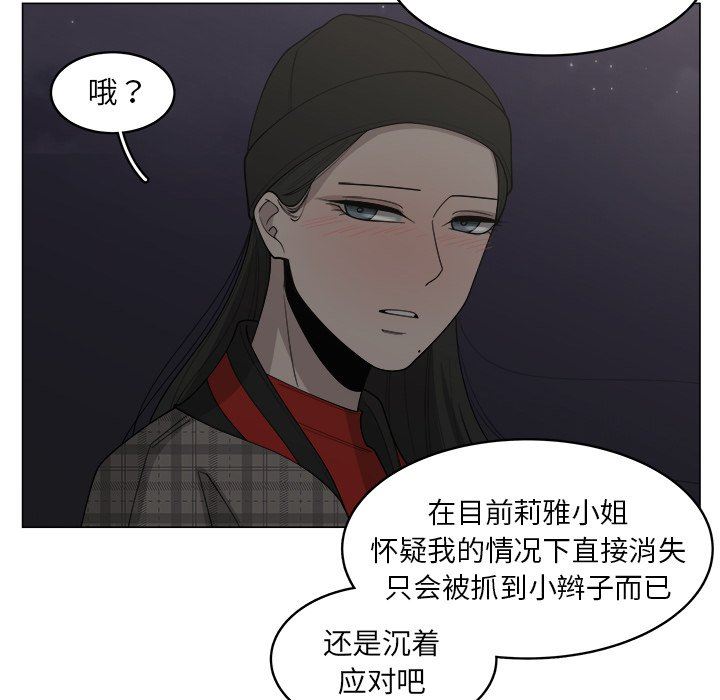 哦？
在目前莉雅小姐
怀疑我的情况下直接消失
只会被抓到小辫子而已
还是沉着
应对吧